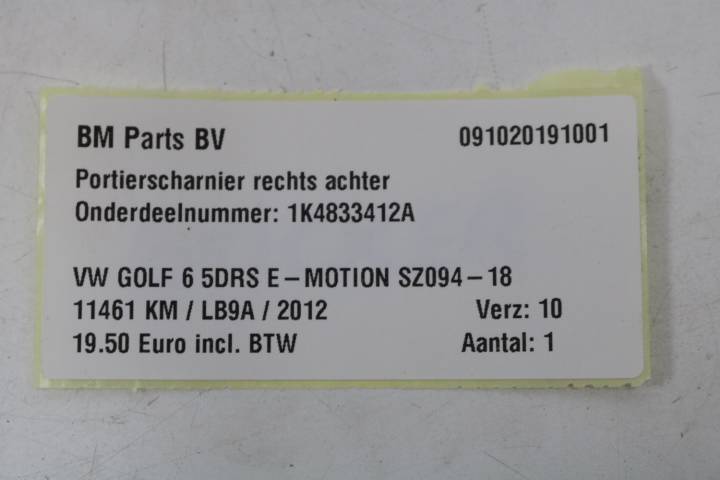 BM Parts BV 091020191001
Portierscharnier rechts achter
Onderdeelnummer: 1K4833412A
VW GOLF 6 5DRS E-MOTION SZ094-18
11461 KM / LB9A / 2012 Verz: 10
19.50 Euro incl. BTW Aantal: 1